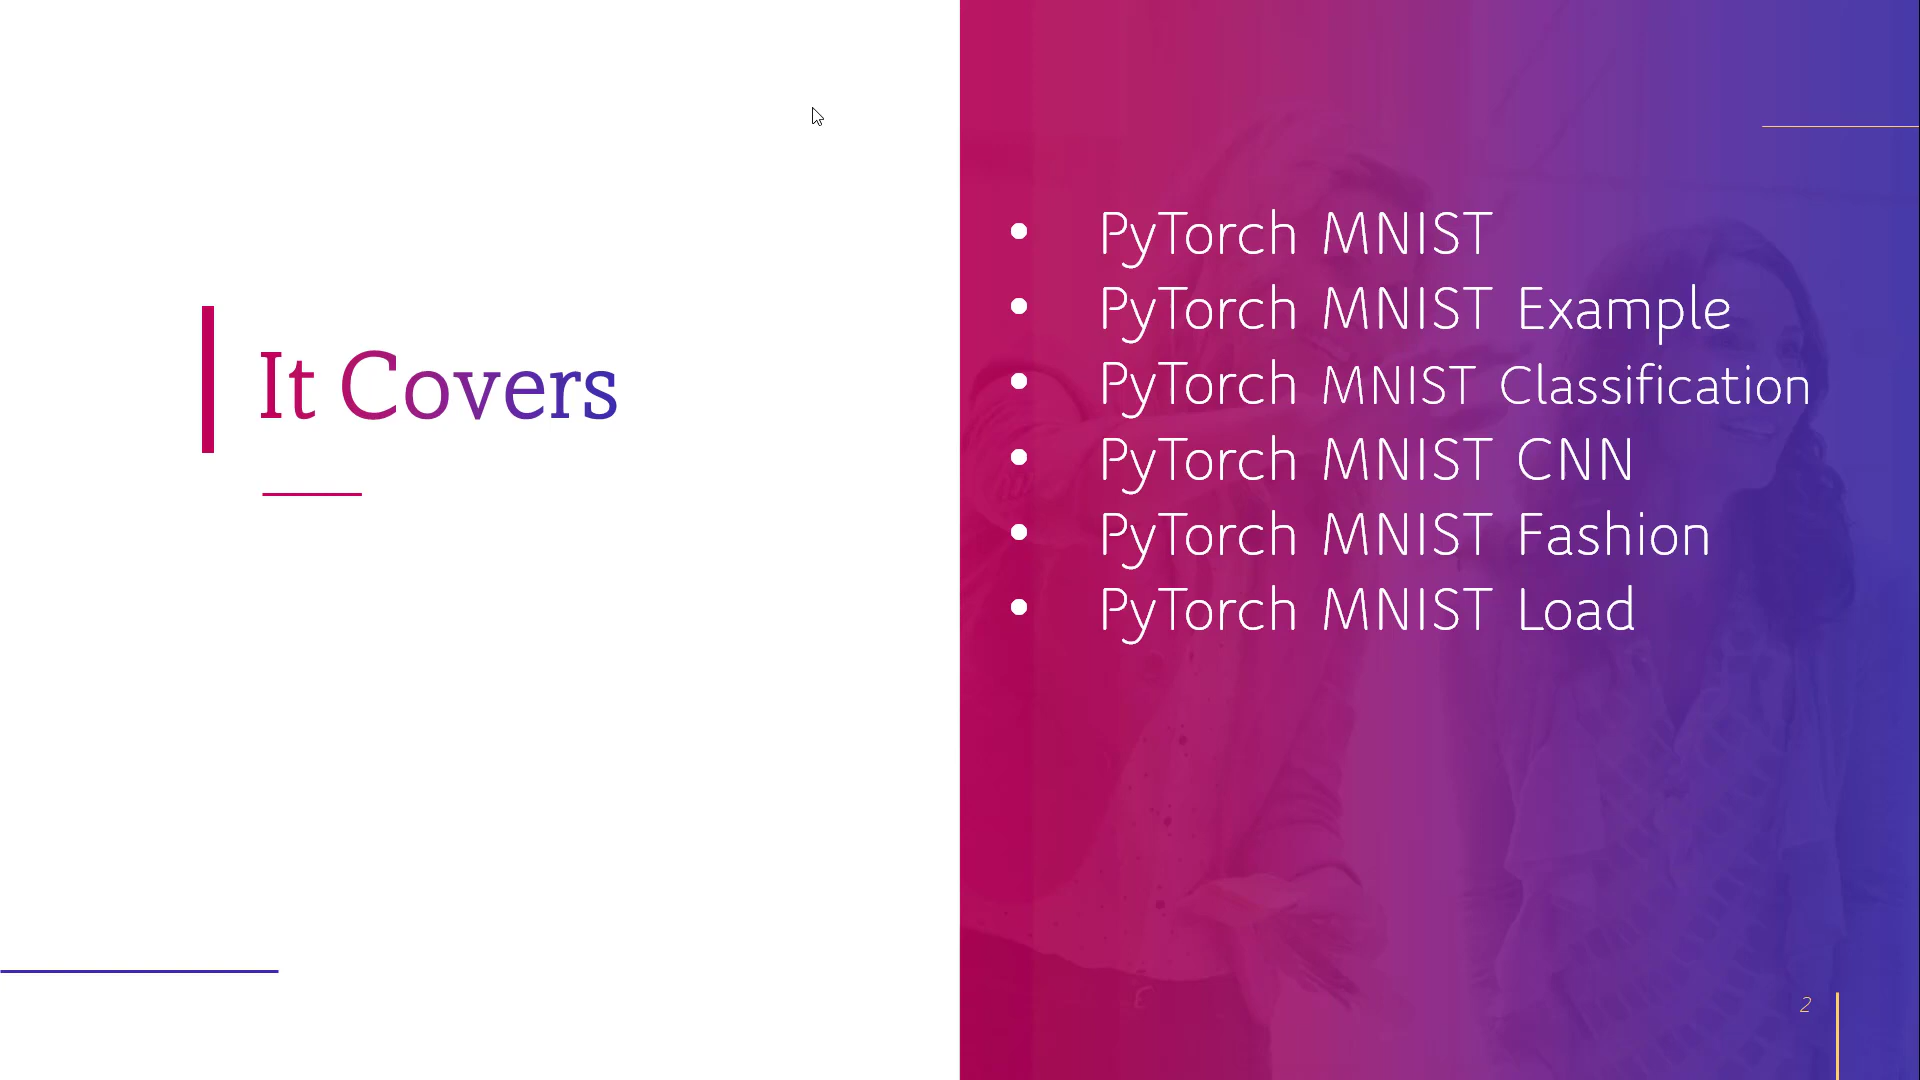 It Covers
• PyTorch MNIST
• PyTorch MNIST Example
• PyTorch MNIST Classification
• PyTorch MNIST CNN
• PyTorch MNIST Fashion
• PyTorch MNIST Load
2